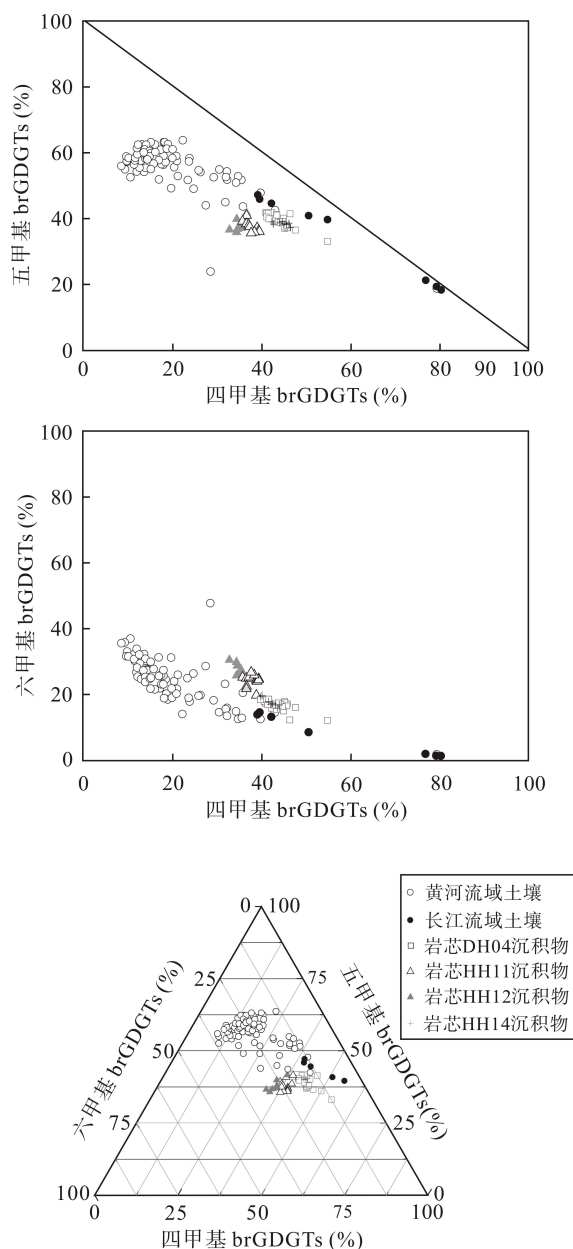 100
80
60
40
20
0
五甲基 brGDGTs (%)
0 20 40 60 80 90 100
四甲基 brGDGTs (%)
100
80
60
40
20
0
六甲基 brGDGTs (%)
0 20 40 60 80 100
四甲基 brGDGTs (%)
黄河流域土壤
长江流域土壤
岩芯DH04沉积物
岩芯HH11沉积物
岩芯HH12沉积物
岩芯HH14沉积物
0 100
25 75
50 50
75 25
100 0
六甲基 brGDGTs (%)
五甲基 brGDGTs(%)
0 25 50 75 100
四甲基 brGDGTs (%)